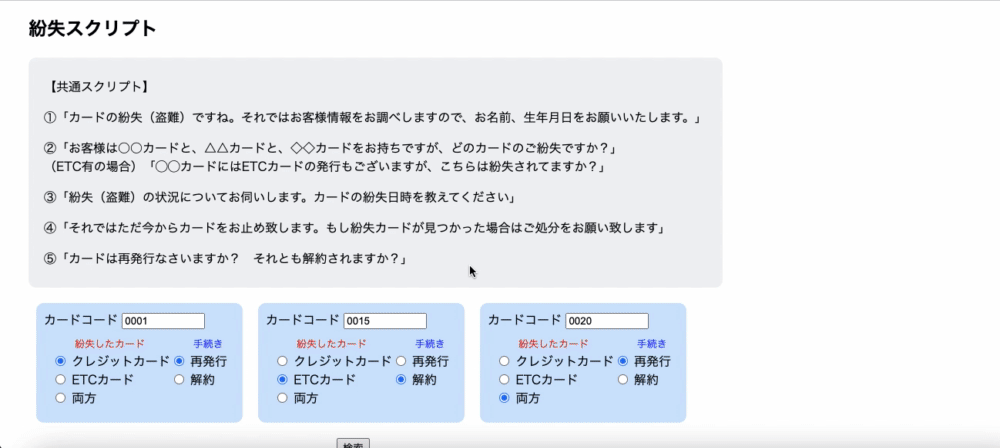 紛失スクリプト
【共通スクリプト】
①「カードの紛失（盗難）ですね。それではお客様情報をお調べしますので、お名前、生年月日をお願いいたします。」
②「お客様は〇〇カードと、△△カードと、◇◇カードをお持ちですが、どのカードのご紛失ですか？」
（ETC有の場合）「◯◯カードにはETCカードの発行もございますが、こちらは紛失されてますか？」
③「紛失（盗難）の状況についてお伺いします。カードの紛失日時を教えてください」
④「それではただ今からカードをお止め致します。もし紛失カードが見つかった場合はご処分をお願い致します」
⑤「カードは再発行なさいますか？　それとも解約されますか？」
カードコード 0001
紛失したカード 手続き
クレジットカード 再発行
ETCカード 解約
両方
カードコード 0015
紛失したカード 手続き
クレジットカード 再発行
ETCカード 解約
両方
カードコード 0020
紛失したカード 手続き
クレジットカード 再発行
ETCカード 解約
両方
検索